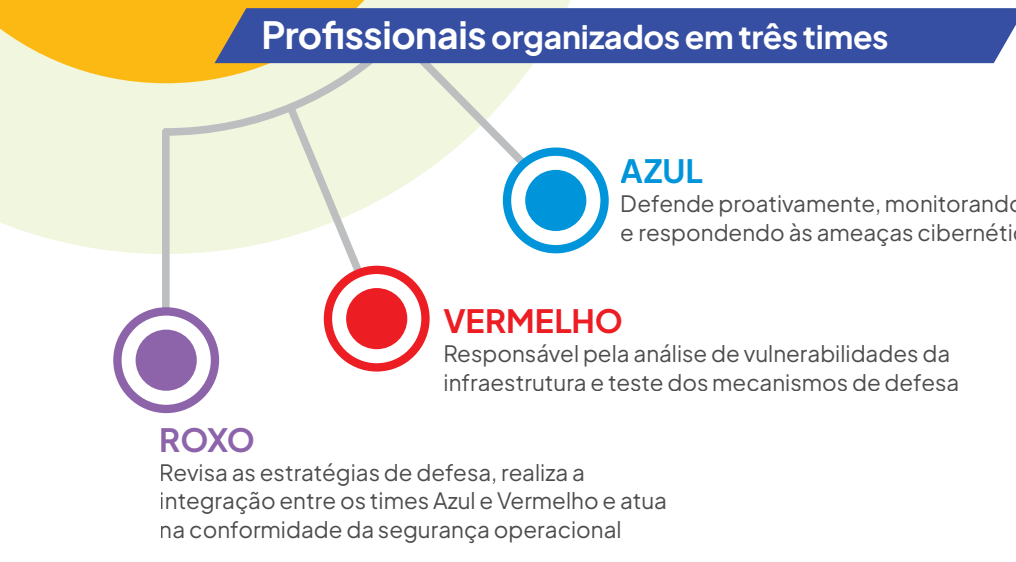 Profissionais organizados em três times
AZUL
Defende proativamente, monitorando
e respondendo às ameaças
VERMELHO
Responsável pela análise de vulnerabilidades da
infraestrutura e teste dos mecanismos de defesa
ROXO
Revisa as estratégias de defesa, realiza a
integração entre os times Azul e Vermelho e atua
na conformidade da segurança operacional